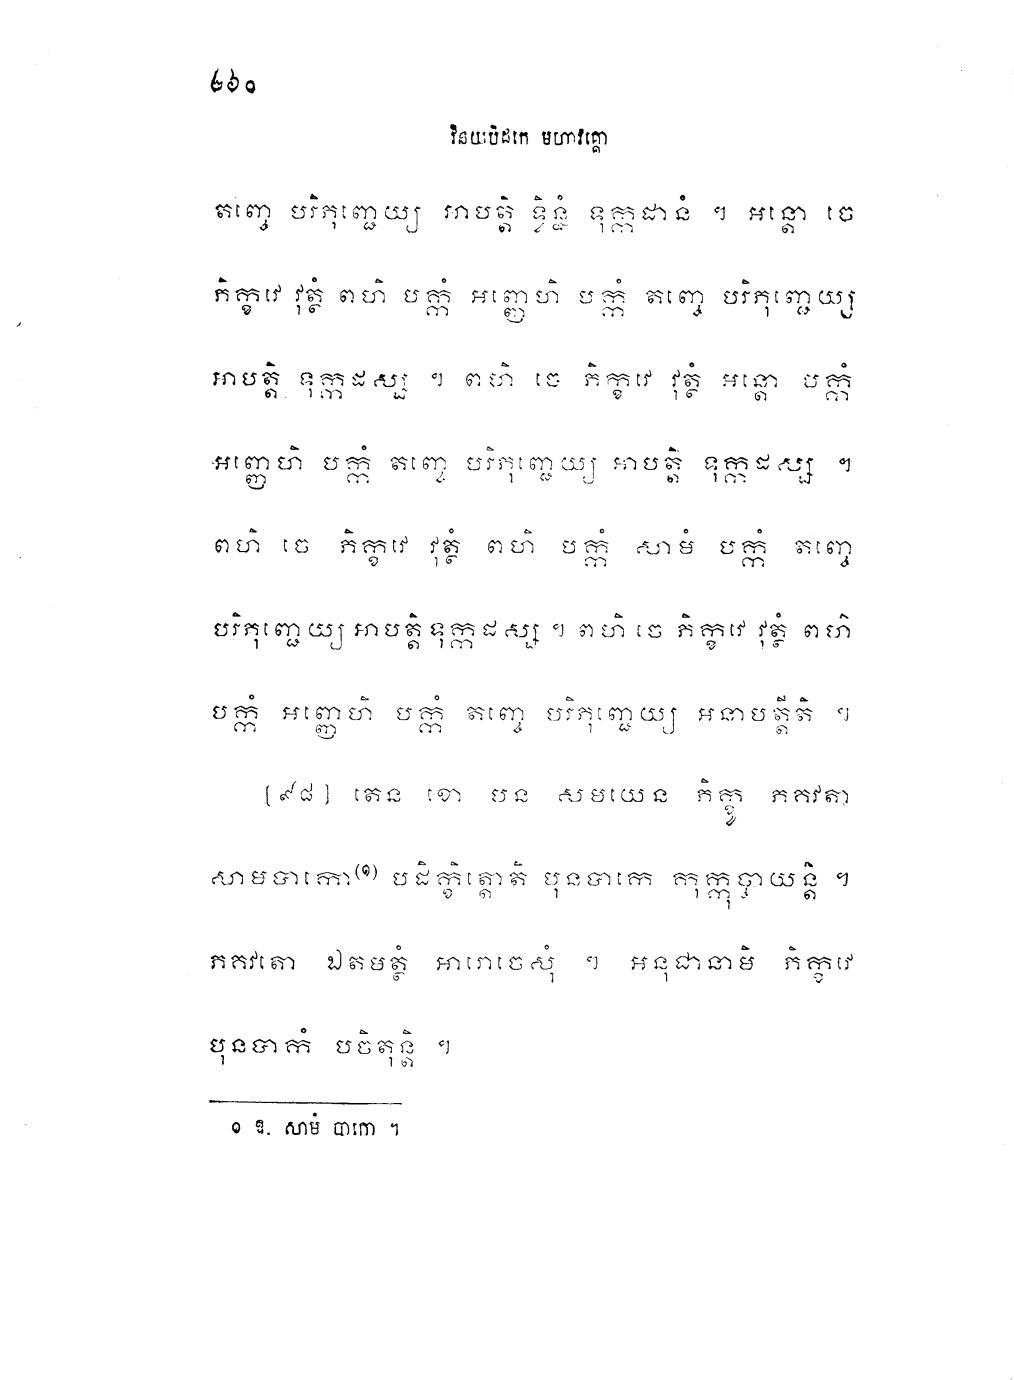 ២៦០
វិនយបិដកេ មហាវគ្គោ
តញ្ចេ បរិភុញ្ជេយ្យ អាបត្តិ ទ្វិន្នំ ទុក្កដានំ ។ អន្តោ ចេ
ភិក្ខវេ វុត្ថំ ពហិ បក្កំ អញ្ញេហិ បក្កំ តញ្ចេ បរិភុញ្ជេយ្យ
អាបត្តិ ទុក្កដស្ស ។ ពហិ ចេ ភិក្ខវេ វុត្ថំ អន្តោ បក្កំ
អញ្ញេហិ បក្កំ តញ្ចេ បរិភុញ្ជេយ្យ អាបត្តិ ទុក្កដស្ស ។
ពហិ ចេ ភិក្ខវេ វុត្ថំ ពហិ បក្កំ សាមំ បក្កំ តញ្ចេ
បរិភុញ្ជេយ្យ អាបត្តិ ទុក្កដស្ស ។ ពហិ ចេ ភិក្ខវេ វុត្ថំ ពហិ
បក្កំ អញ្ញេហិ បក្កំ តញ្ចេ បរិភុញ្ជេយ្យ អនាបត្តីតិ ។
[៩៨] តេន ខោ បន សមយេន ភិក្ខូ ភគវតា
សាមបាកោ(១) បដិក្ខិត្តោតិ បុនបាកេ កុក្កុច្ចាយន្តិ ។
ភគវតោ ឯតមត្ថំ អារោចេសុំ ។ អនុជានាមិ ភិក្ខវេ
បុនបាកំ បចិតុន្តិ ។
១ ឱ. សាមំ បាកោ ។